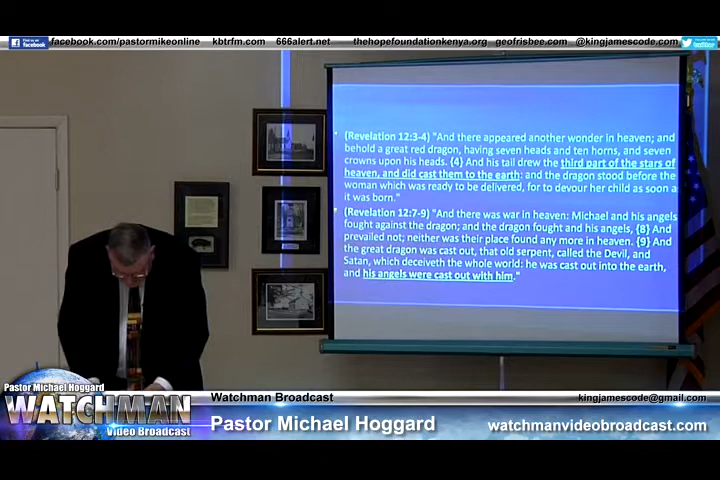 Find us on facebook facebook.com/pastormikeonline kbtrfm.com 666alert.net thehopefoundationkenya.org geofrisbee.com @kingjamescode.com twitter
• (Revelation 12:3-4) "And there appeared another wonder in heaven; and
behold a great red dragon, having seven heads and ten horns, and seven
crowns upon his heads. {4} And his tail drew the third part of the stars of
heaven, and did cast them to the earth: and the dragon stood before the
woman which was ready to be delivered, for to devour her child as soon as
it was born."
• (Revelation 12:7-9) "And there was war in heaven: Michael and his angels
fought against the dragon; and the dragon fought and his angels, {8} And
prevailed not; neither was their place found any more in heaven. {9} And
the great dragon was cast out, that old serpent, called the Devil, and
Satan, which deceiveth the whole world: he was cast out into the earth,
and his angels were cast out with him."
Pastor Michael Hoggard
WATCHMAN
Video Broadcast
Watchman Broadcast kingjamescode@gmail.com
Pastor Michael Hoggard watchmanvideobroadcast.com